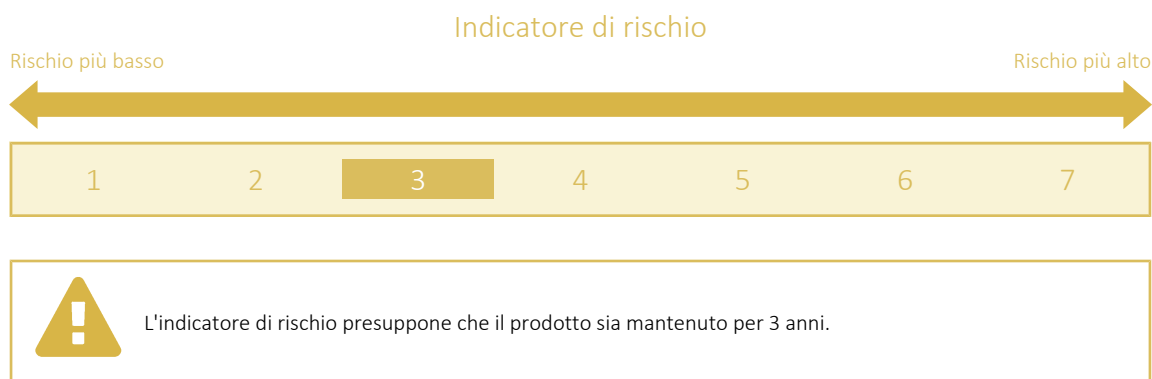 Indicatore di rischio
Rischio più basso Rischio più alto
1 2 3 4 5 6 7
L'indicatore di rischio presuppone che il prodotto sia mantenuto per 3 anni.